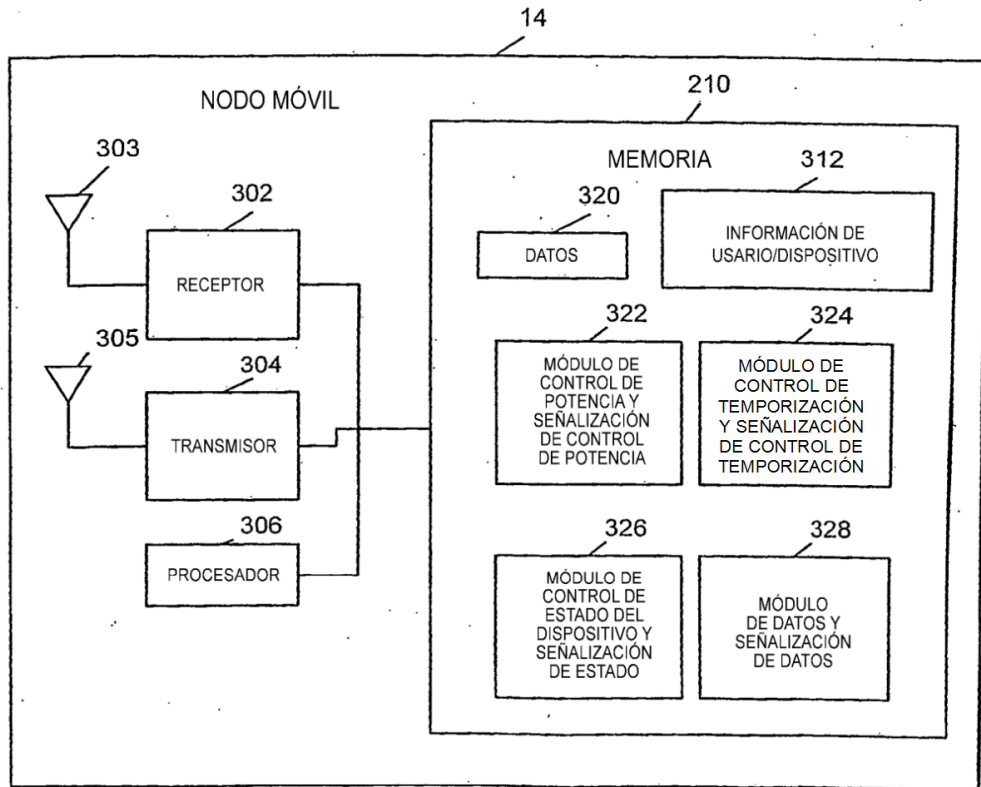 14
NODO MÓVIL
210
303
302
MEMORIA
312
320
INFORMACIÓN DE
USARIO/DISPOSITIVO
DATOS
RECEPTOR
322
324
305
304
MÓDULO DE
CONTROL DE
POTENCIA Y
SEÑALIZACIÓN
DE CONTROL
DE POTENCIA
MÓDULO DE
CONTROL DE
TEMPORIZACIÓN
Y SEÑALIZACIÓN
DE CONTROL DE
TEMPORIZACIÓN
TRANSMISOR
306
326
328
PROCESADOR
MÓDULO DE
CONTROL DE
ESTADO DEL
DISPOSITIVO Y
SEÑALIZACIÓN
DE ESTADO
MÓDULO
DE DATOS Y
SEÑALIZACIÓN
DE DATOS